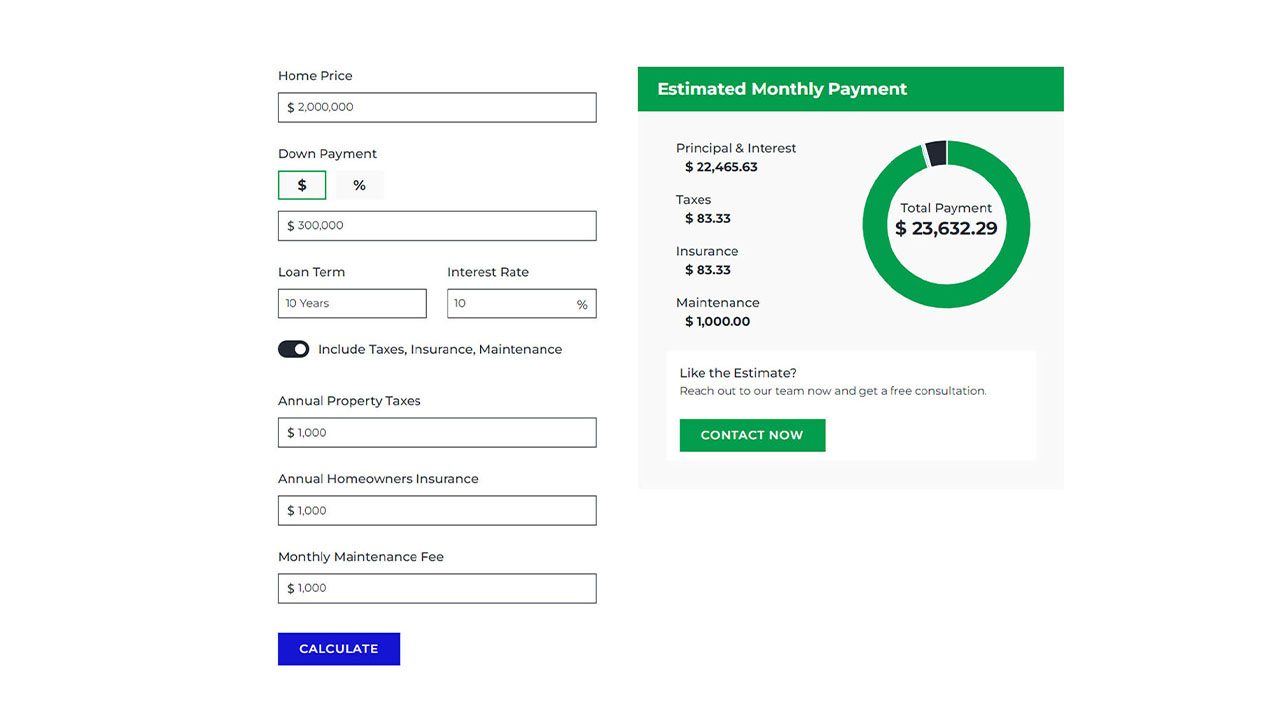 Home Price
$ 2,000,000
Down Payment
$ %
$ 300,000
Loan Term Interest Rate
10 Years 10 %
Include Taxes, Insurance, Maintenance
Annual Property Taxes
$ 1,000
Annual Homeowners Insurance
$ 1,000
Monthly Maintenance Fee
$ 1,000
CALCULATE
Estimated Monthly Payment
Principal & Interest
$ 22,465.63
Taxes
$ 83.33
Insurance
$ 83.33
Maintenance
$ 1,000.00
Total Payment
$ 23,632.29
Like the Estimate?
Reach out to our team now and get a free consultation.
CONTACT NOW